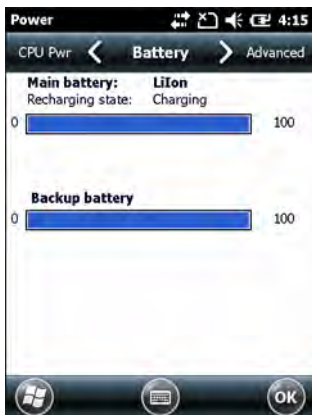 Power 4:15
CPU Pwr Battery Advanced
Main battery: LiIon
Recharging state: Charging
0 100
Backup battery
0 100
OK